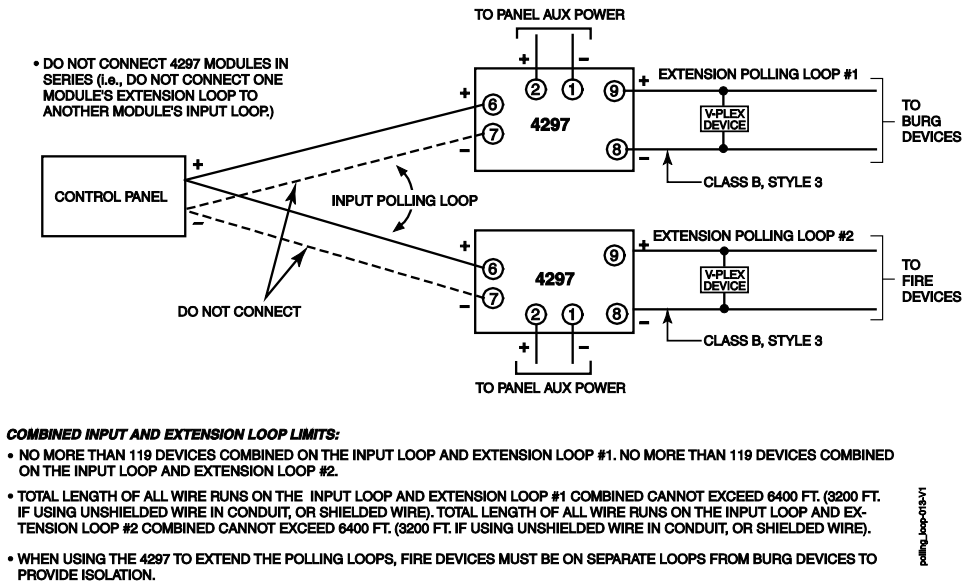 TO PANEL AUX POWER
• DO NOT CONNECT 4297 MODULES IN
SERIES (i.e., DO NOT CONNECT ONE
MODULE'S EXTENSION LOOP TO
ANOTHER MODULE'S INPUT LOOP.)
+ −
2 1
+ 6
7 −
4297
9 +
8 −
EXTENSION POLLING LOOP #1
V-PLEX
DEVICE
TO
BURG
DEVICES
CLASS B, STYLE 3
CONTROL PANEL
+
−
INPUT POLLING LOOP
DO NOT CONNECT
+ 6
7 −
4297
9 +
8 −
2 1
+ −
EXTENSION POLLING LOOP #2
V-PLEX
DEVICE
TO
FIRE
DEVICES
CLASS B, STYLE 3
TO PANEL AUX POWER
COMBINED INPUT AND EXTENSION LOOP LIMITS:
• NO MORE THAN 119 DEVICES COMBINED ON THE INPUT LOOP AND EXTENSION LOOP #1. NO MORE THAN 119 DEVICES COMBINED
ON THE INPUT LOOP AND EXTENSION LOOP #2.
• TOTAL LENGTH OF ALL WIRE RUNS ON THE INPUT LOOP AND EXTENSION LOOP #1 COMBINED CANNOT EXCEED 6400 FT. (3200 FT.
IF USING UNSHIELDED WIRE IN CONDUIT, OR SHIELDED WIRE). TOTAL LENGTH OF ALL WIRE RUNS ON THE INPUT LOOP AND EX-
TENSION LOOP #2 COMBINED CANNOT EXCEED 6400 FT. (3200 FT. IF USING UNSHIELDED WIRE IN CONDUIT, OR SHIELDED WIRE).
• WHEN USING THE 4297 TO EXTEND THE POLLING LOOPS, FIRE DEVICES MUST BE ON SEPARATE LOOPS FROM BURG DEVICES TO
PROVIDE ISOLATION.
polling_loop-013-V1